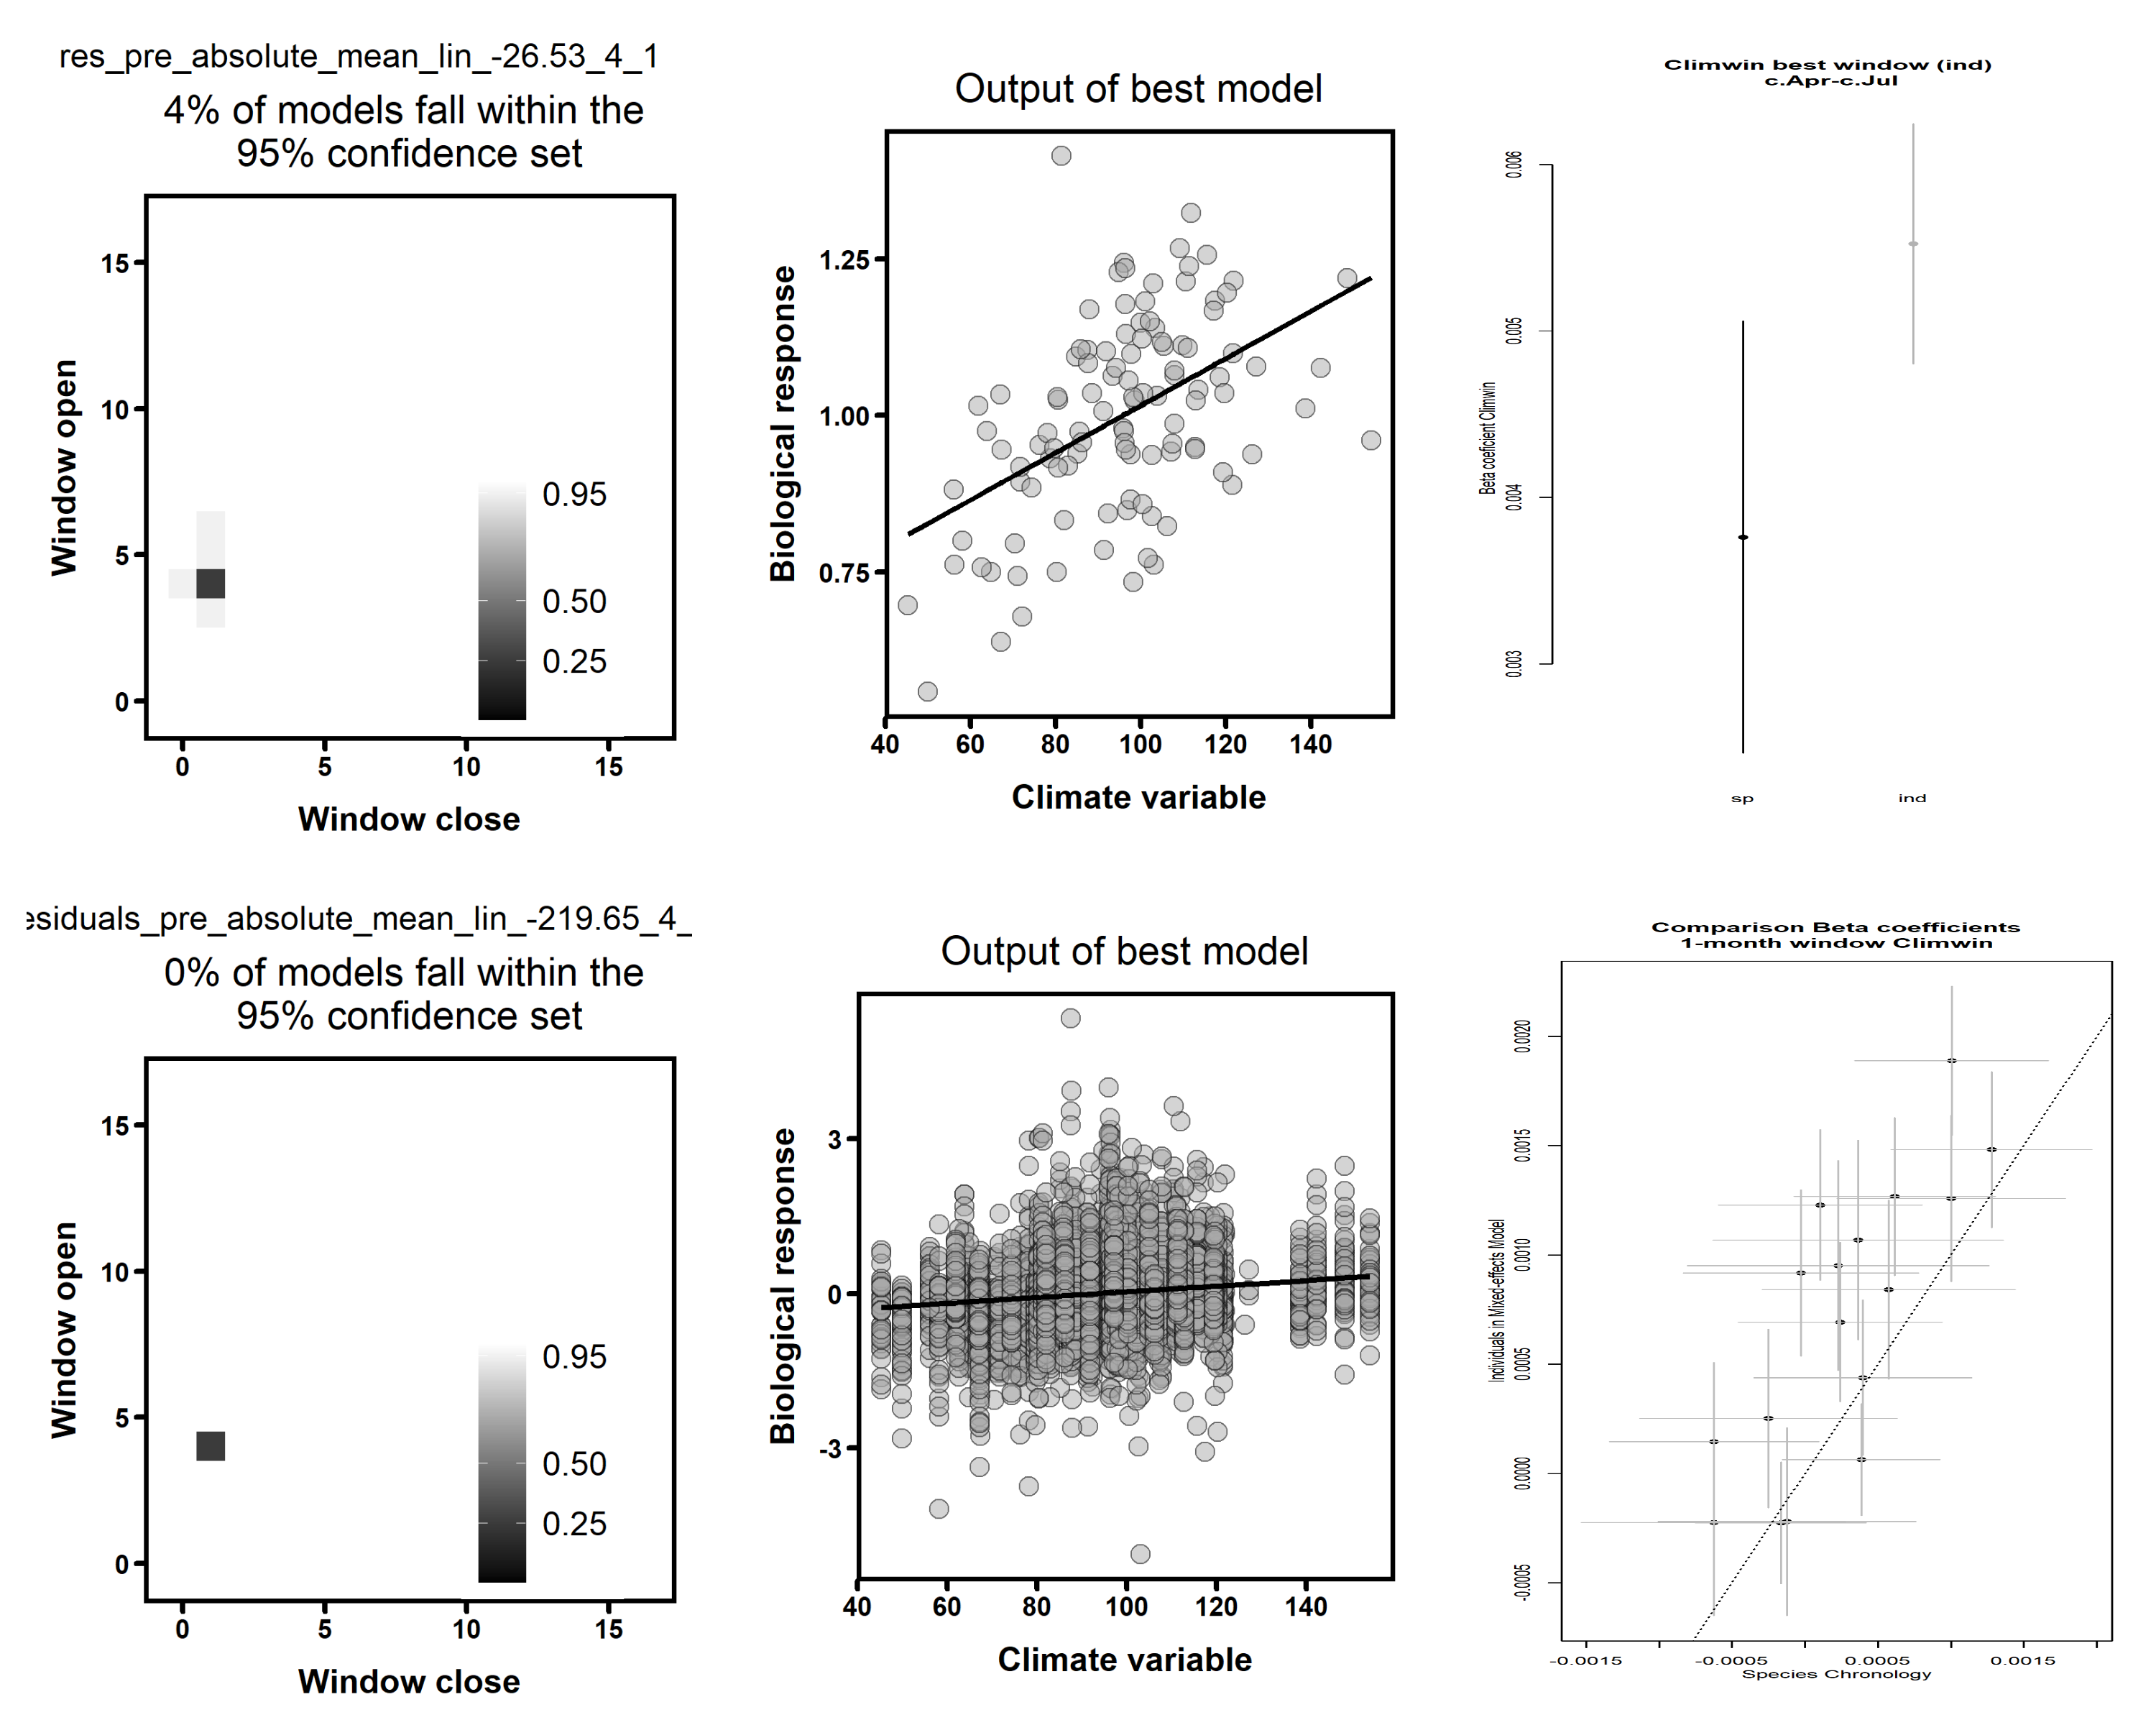 res_pre_absolute_mean_lin_-26.53_4_1
4% of models fall within the
95% confidence set
Window open
15
10
5
0
0.95
0.50
0.25
0 5 10 15
Window close
Output of best model
Biological response
1.25
1.00
0.75
40 60 80 100 120 140
Climate variable
Climwin best window (ind)
c.Apr-c.Jul
Beta coeficient Climwin
0.006
0.005
0.004
0.003
sp ind
esiduals_pre_absolute_mean_lin_-219.65_4_
0% of models fall within the
95% confidence set
Window open
15
10
5
0
0.95
0.50
0.25
0 5 10 15
Window close
Output of best model
Biological response
3
0
-3
40 60 80 100 120 140
Climate variable
Comparison Beta coefficients
1-month window Climwin
Individuals in Mixed-effects Model
0.0020
0.0015
0.0010
0.0005
0.0000
-0.0005
-0.0015 -0.0005 0.0005 0.0015
Species Chronology